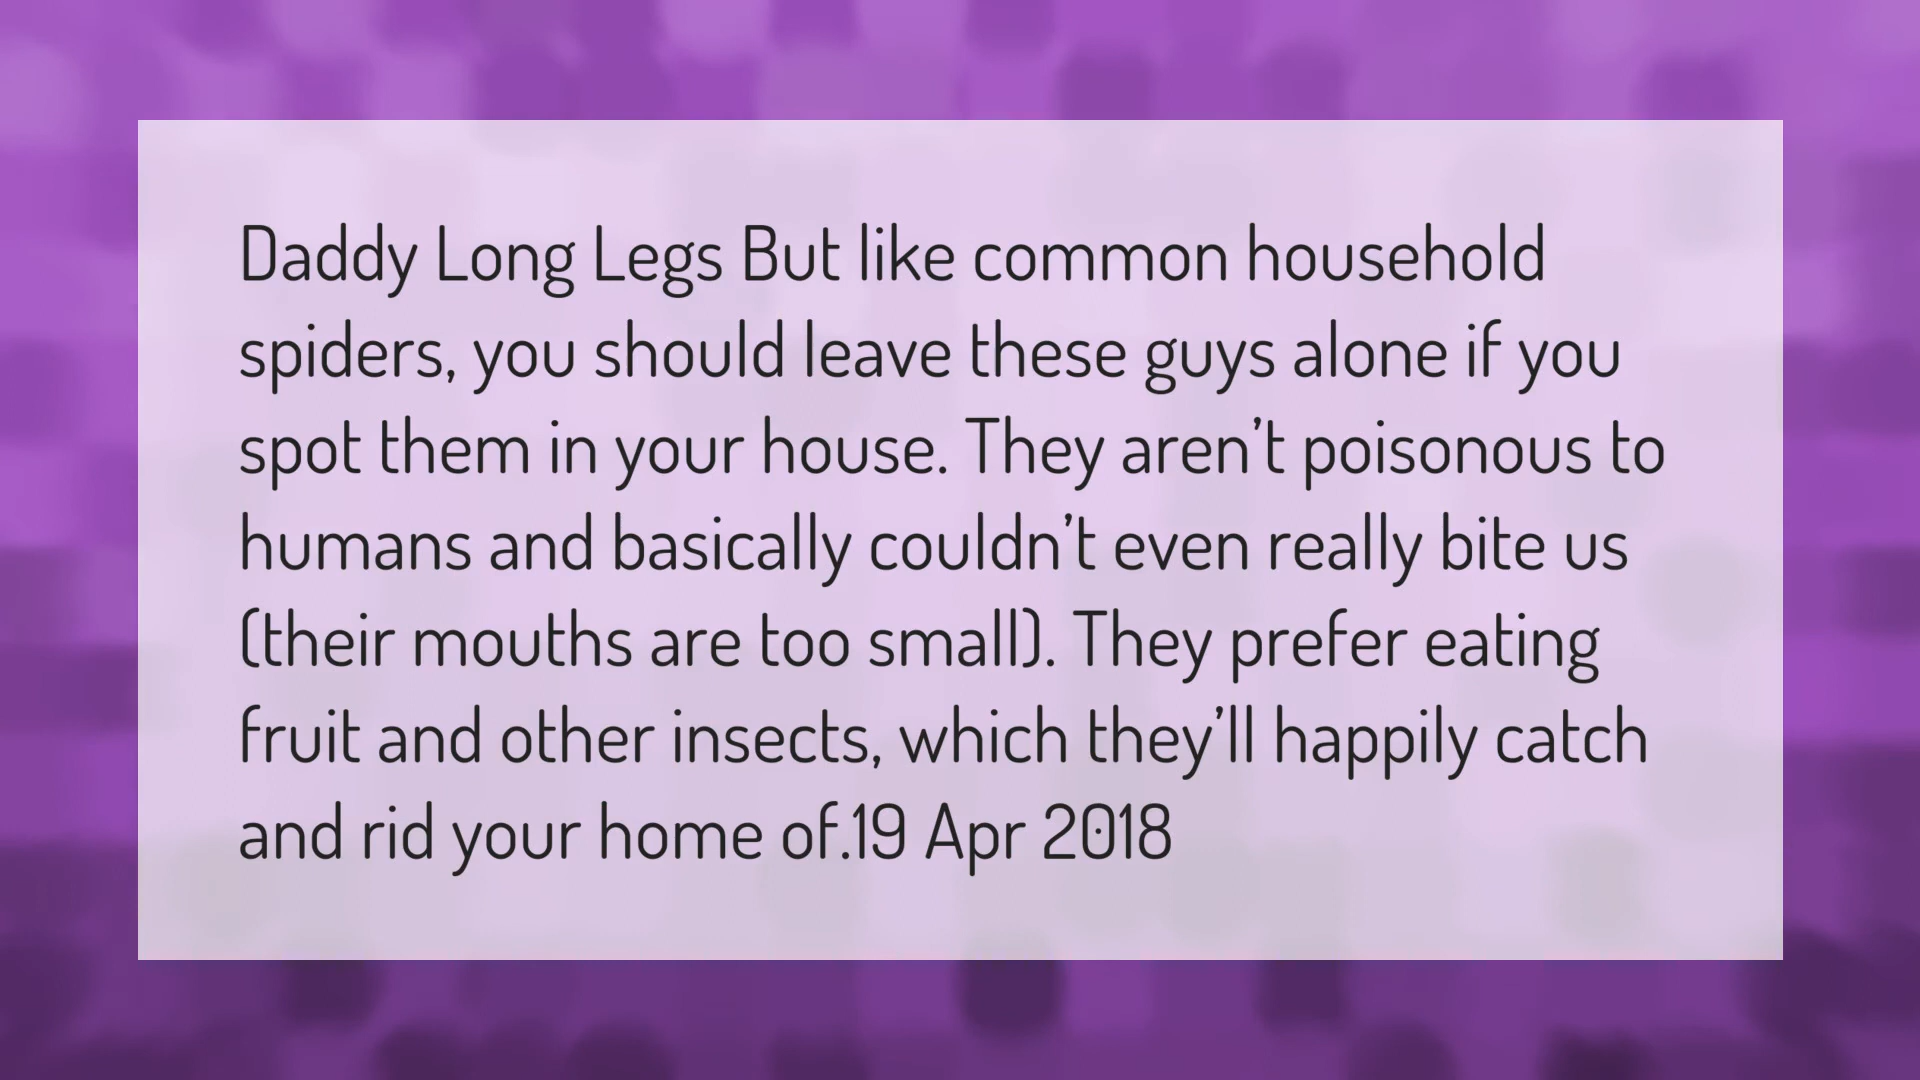 Daddy Long Legs But like common household
spiders, you should leave these guys alone if you
spot them in your house. They aren't poisonous to
humans and basically couldn't even really bite us
(their mouths are too small). They prefer eating
fruit and other insects, which they'll happily catch
and rid your home of.19 Apr 2018